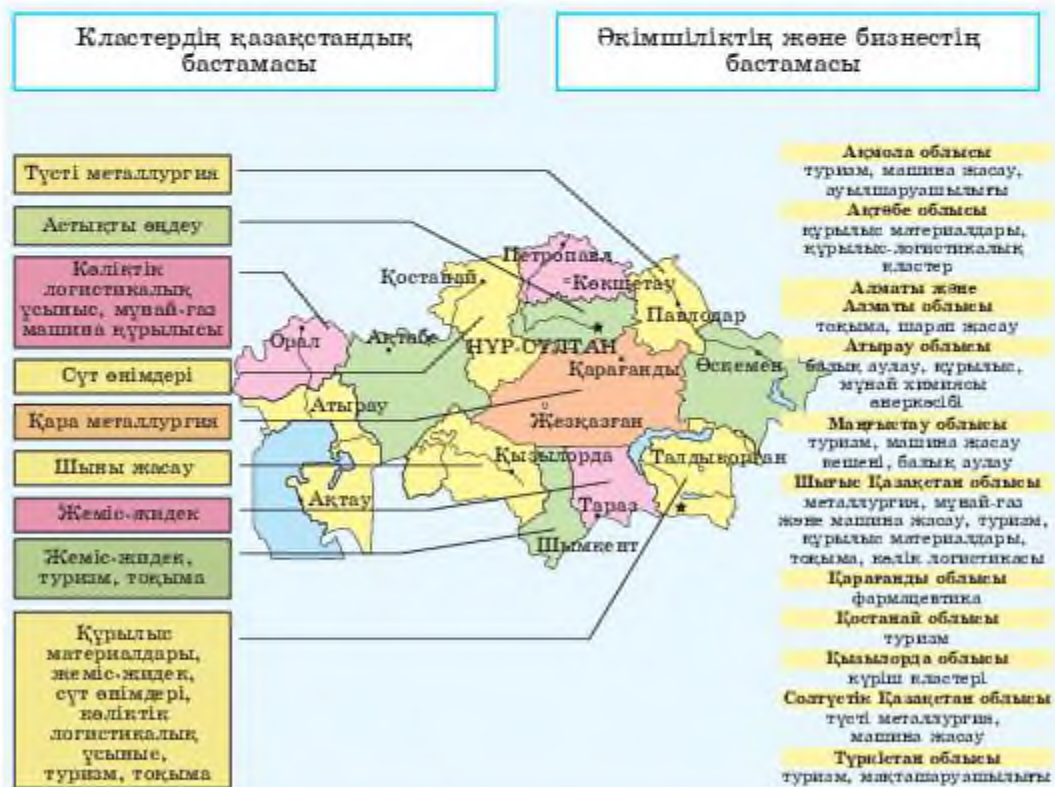 Кластердің қазақстандық
бастамасы
Әкімшіліктің және бизнестің
бастамасы
Түсті металлургия
Астықты өңдеу
Көліктік
логистикалық
ұсыныс, мұнай-газ
машина құрылысы
Сүт өнімдері
Қара металлургия
Шыны жасау
Жеміс-жидек
Жеміс-жидек,
туризм, тоқыма
Құрылыс
материалдары,
жеміс-жидек,
сүт өнімдері,
көліктік
логистикалық
ұсыныс,
туризм, тоқыма
Петропавл
Қостанай
Көкшетау
Павлодар
Орал
Ақтөбе
НҰР-СҰЛТАН
Қарағанды
Өскемен
Атырау
Жезқазған
Қызылорда
Талдықорған
Ақтау
Тараз
Шымкент
Ақмола облысы
туризм, машина жасау,
ауылшаруашылығы
Ақтөбе облысы
құрылыс материалдары,
құрылыс-логистикалық
кластер
Алматы және
Алматы облысы
тоқыма, шарап жасау
Атырау облысы
балық аулау, құрылыс,
мұнай химиясы
өнеркәсібі
Маңғыстау облысы
туризм, машина жасау
кешені, балық аулау
Шығыс Қазақстан облысы
металлургия, мұнай-газ
және машина жасау, туризм,
құрылыс материалдары,
тоқыма, көлік логистикасы
Қарағанды облысы
фармацевтика
Қостанай облысы
туризм
Қызылорда облысы
күріш кластері
Солтүстік Қазақстан облысы
түсті металлургия,
машина жасау
Түркістан облысы
туризм, мақташаруашылығы